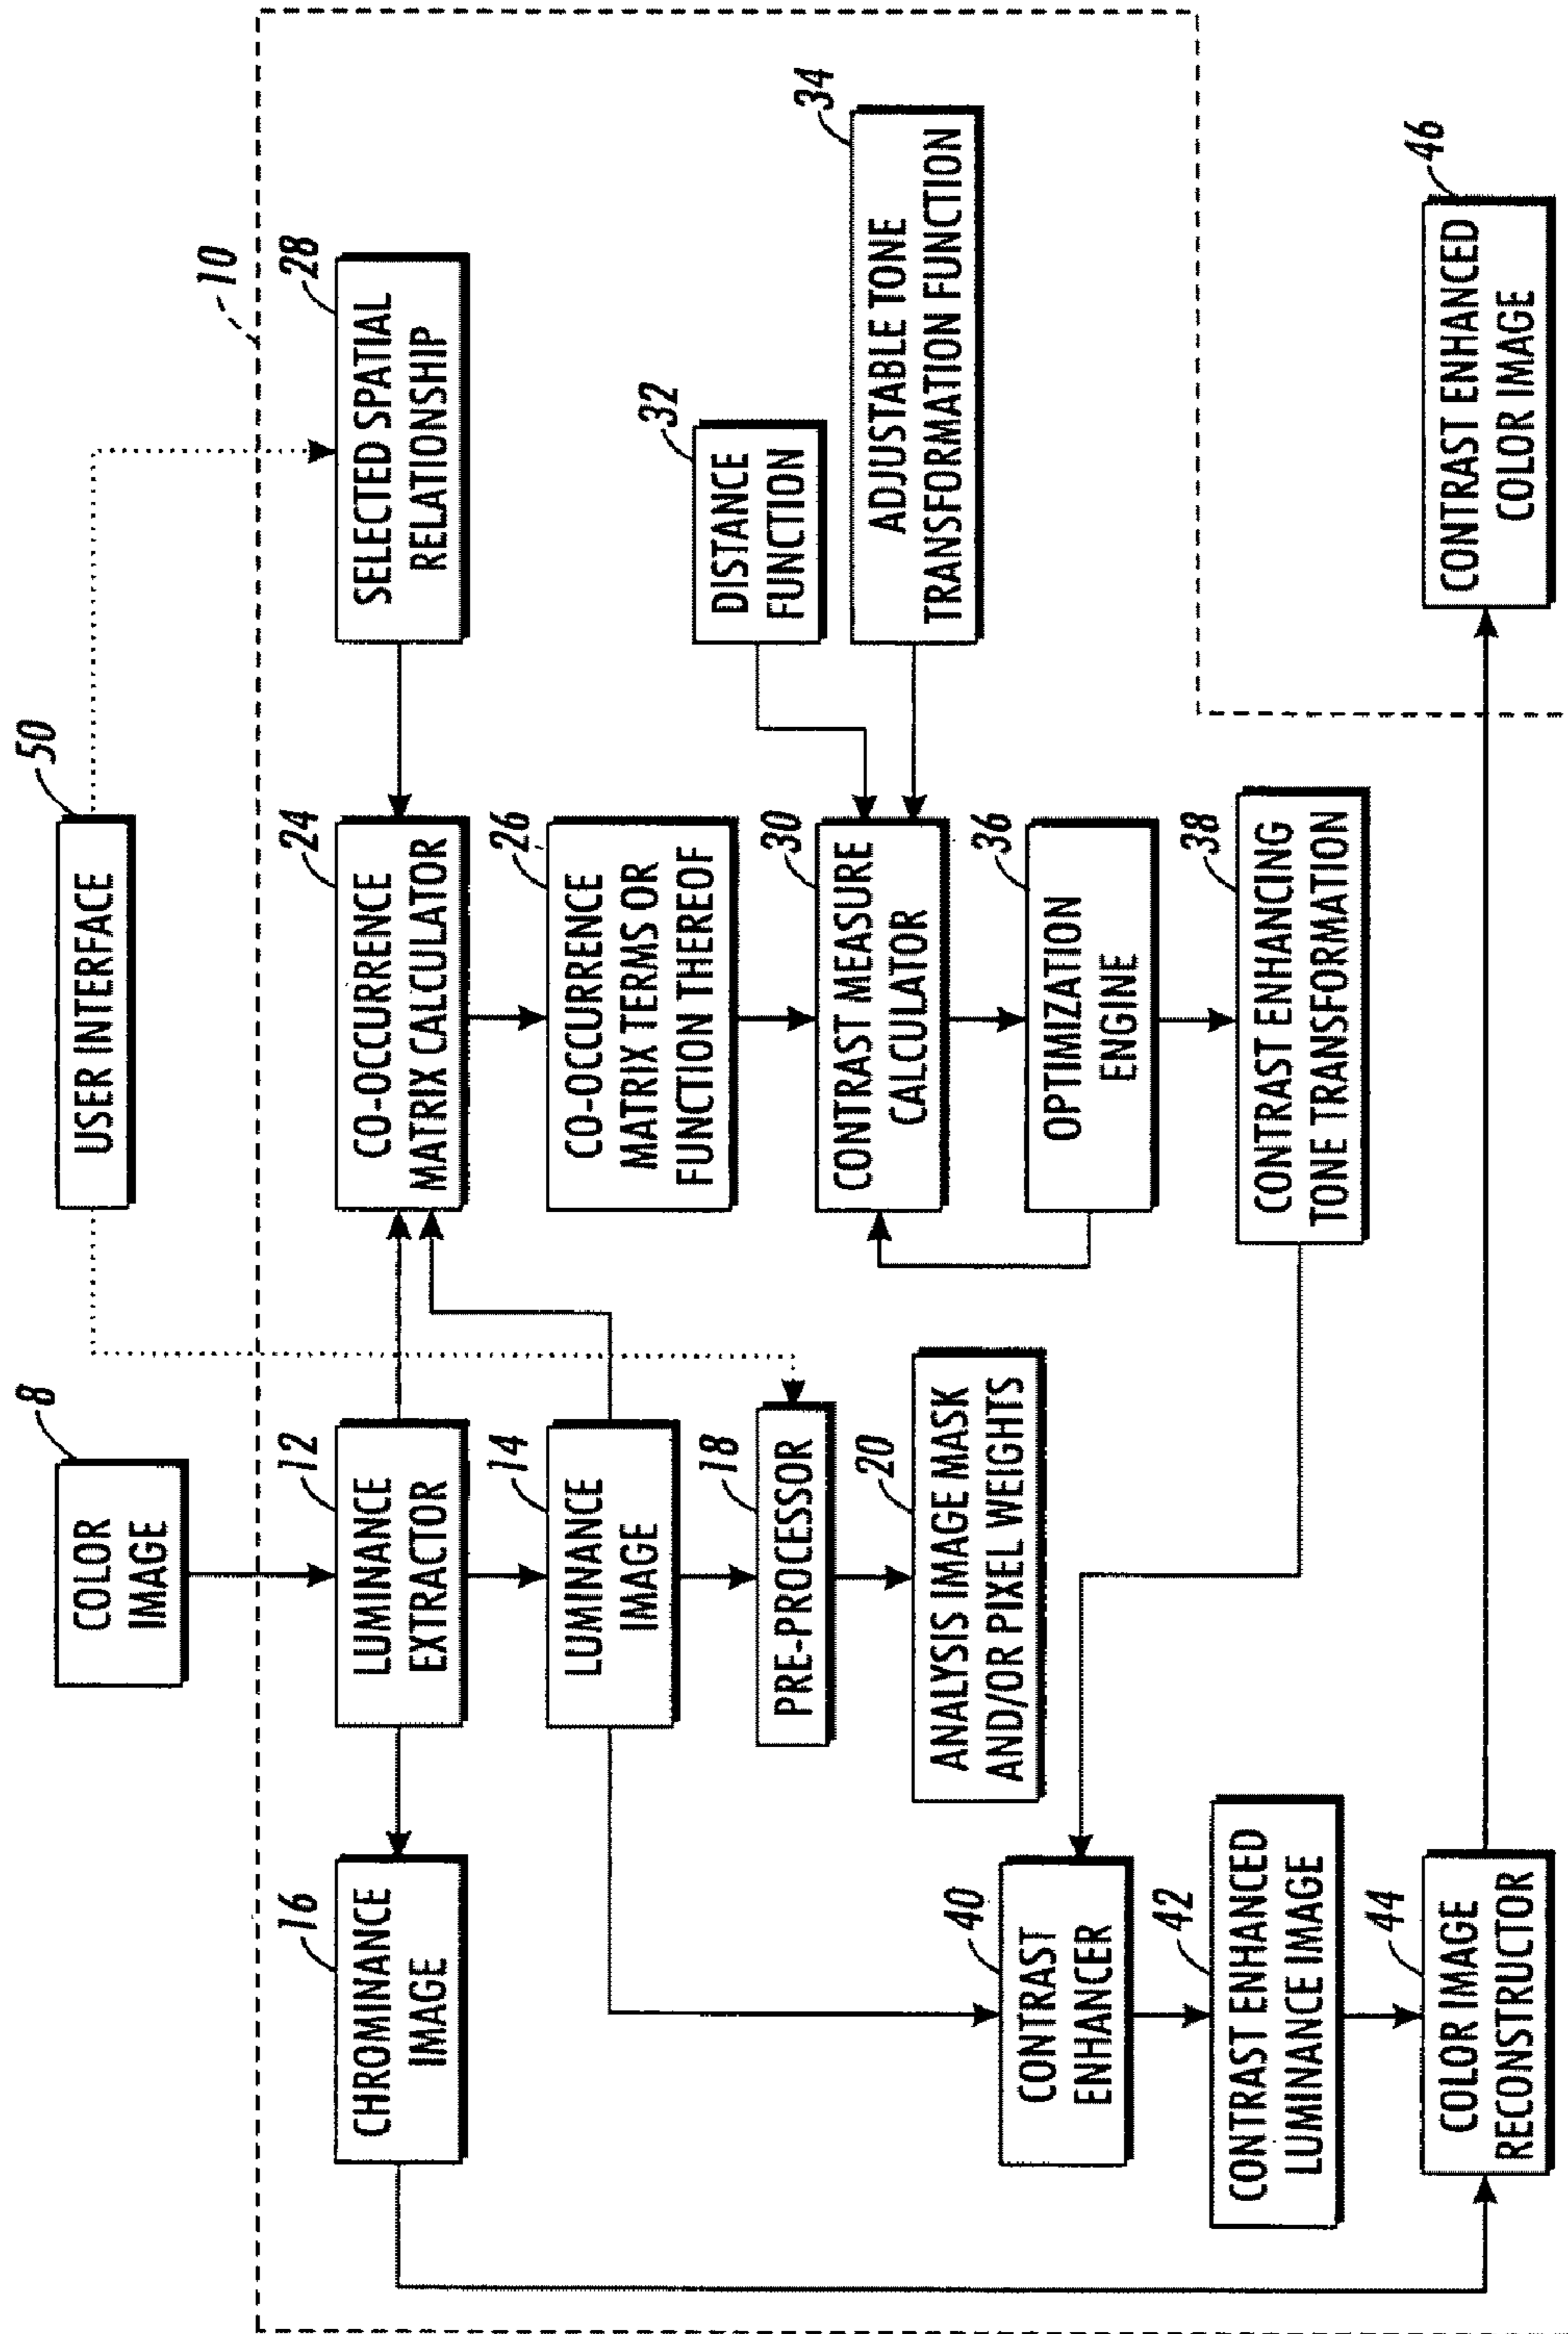 50
USER INTERFACE
8
COLOR
IMAGE
10
16
CHROMINANCE
IMAGE
12
LUMINANCE
EXTRACTOR
24
CO-OCCURRENCE
MATRIX CALCULATOR
28
SELECTED SPATIAL
RELATIONSHIP
14
LUMINANCE
IMAGE
26
CO-OCCURRENCE
MATRIX TERMS OR
FUNCTION THEREOF
18
PRE-PROCESSOR
32
DISTANCE
FUNCTION
20
ANALYSIS IMAGE MASK
AND/OR PIXEL WEIGHTS
30
CONTRAST MEASURE
CALCULATOR
34
ADJUSTABLE TONE
TRANSFORMATION FUNCTION
40
CONTRAST
ENHANCER
36
OPTIMIZATION
ENGINE
42
CONTRAST ENHANCED
LUMINANCE IMAGE
38
CONTRAST ENHANCING
TONE TRANSFORMATION
44
COLOR IMAGE
RECONSTRUCTOR
46
CONTRAST ENHANCED
COLOR IMAGE